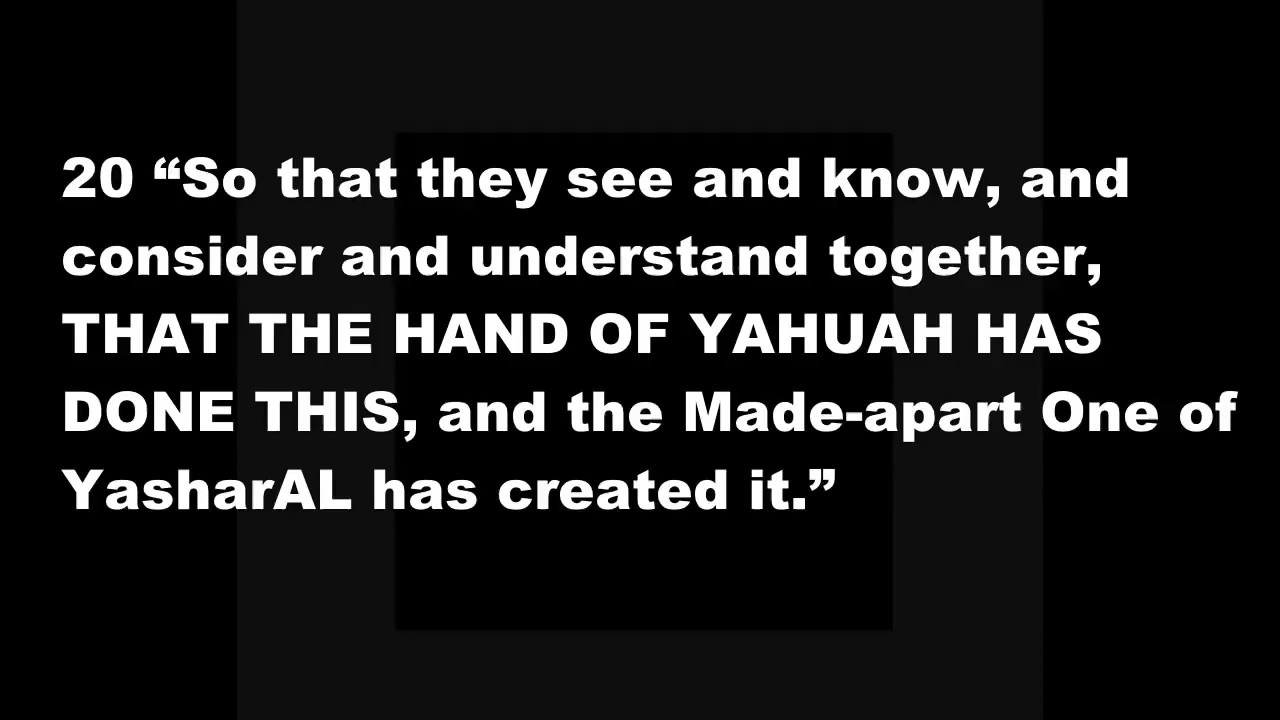 20 “So that they see and know, and
consider and understand together,
THAT THE HAND OF YAHUAH HAS
DONE THIS, and the Made-apart One of
YasharAL has created it.”